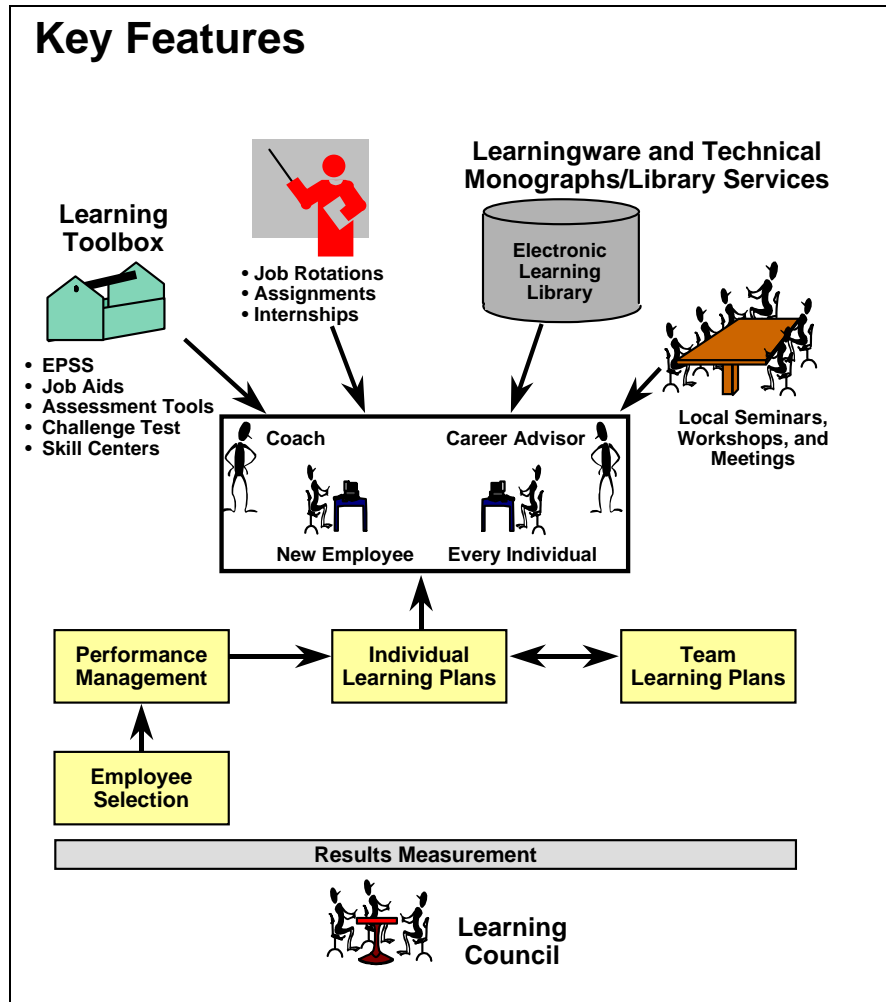 Key Features
Learning
Toolbox
• EPSS
• Job Aids
• Assessment Tools
• Challenge Test
• Skill Centers
• Job Rotations
• Assignments
• Internships
Learningware and Technical
Monographs/Library Services
Electronic
Learning
Library
Local Seminars,
Workshops, and
Meetings
Coach
Career Advisor
New Employee
Every Individual
Performance
Management
Individual
Learning Plans
Team
Learning Plans
Employee
Selection
Results Measurement
Learning
Council